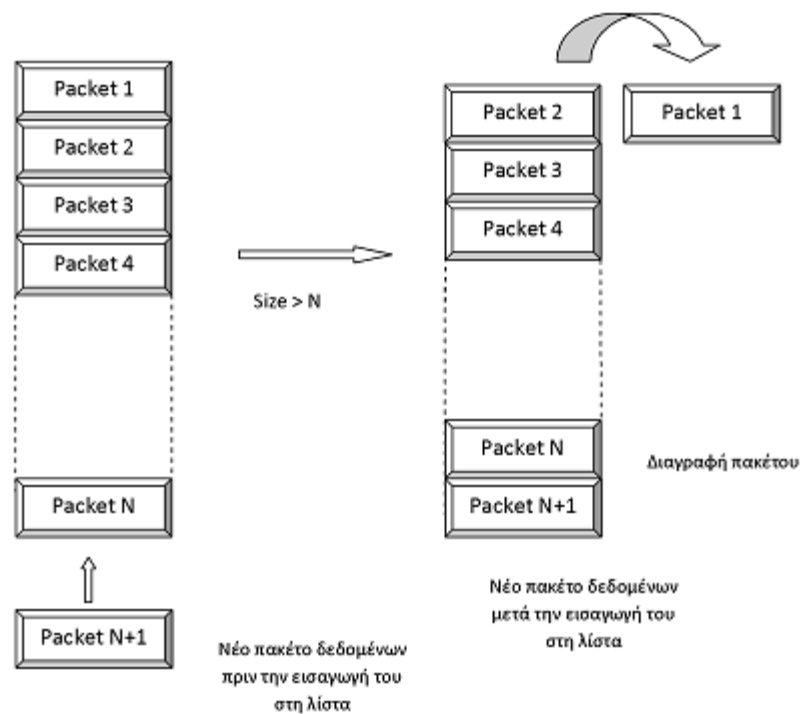 Packet 1
Packet 2
Packet 3
Packet 4
Packet N
Packet N+1
Νέο πακέτο δεδομένων
πριν την εισαγωγή του
στη λίστα
Size > N
Packet 2
Packet 1
Packet 3
Packet 4
Packet N
Packet N+1
Διαγραφή πακέτου
Νέο πακέτο δεδομένων
μετά την εισαγωγή του
στη λίστα